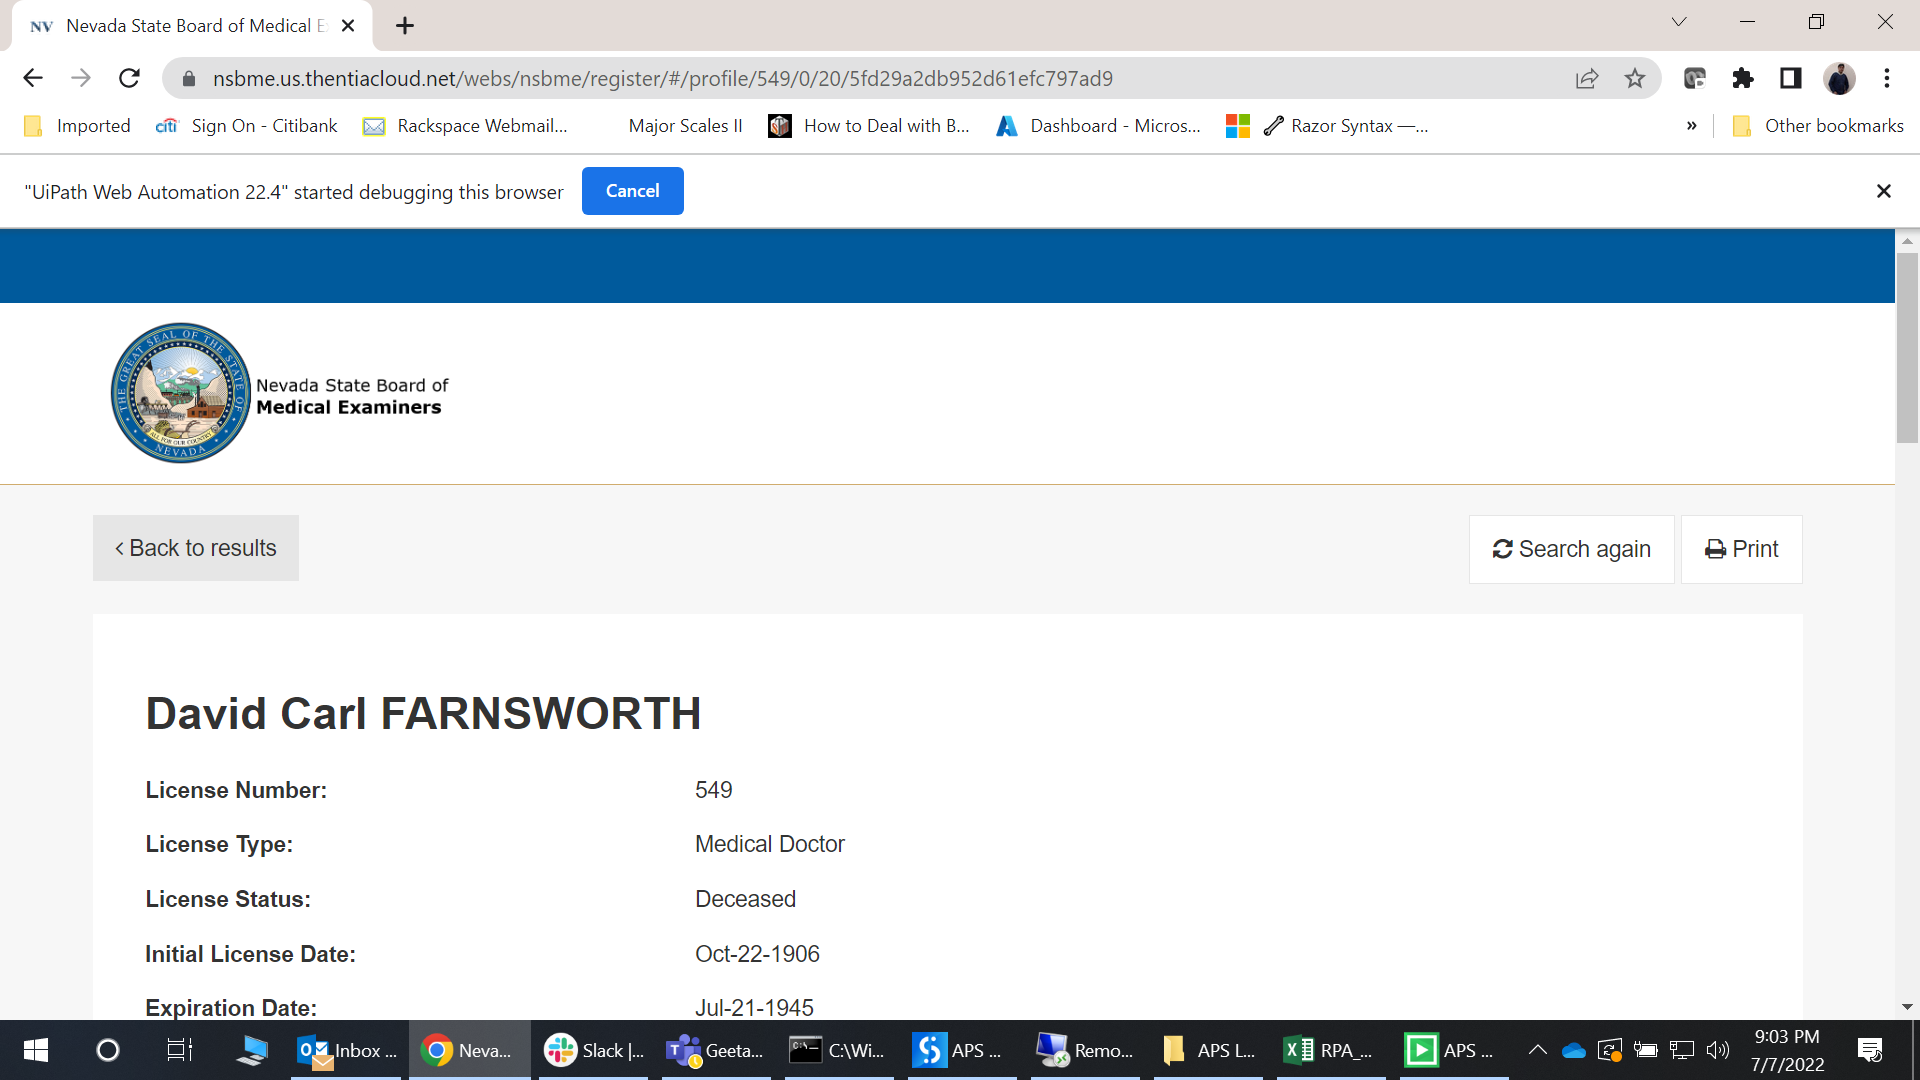 NV Nevada State Board of Medical E
nsbme.us.thentiacloud.net/webs/nsbme/register/#/profile/549/0/20/5fd29a2db952d61efc797ad9
Imported citi Sign On - Citibank Rackspace Webmail... Major Scales II How to Deal with B... Dashboard - Micros... Razor Syntax —... » Other bookmarks
"UiPath Web Automation 22.4" started debugging this browser Cancel
THE GREAT SEAL OF THE STATE OF NEVADA
ALL FOR OUR COUNTRY
Nevada State Board of
Medical Examiners
Back to results Search again Print
David Carl FARNSWORTH
License Number: 549
License Type: Medical Doctor
License Status: Deceased
Initial License Date: Oct-22-1906
Expiration Date: Jul-21-1945
Inbox ... Neva... Slack |... Geeta... C:\Wi... APS ... Remo... APS L... RPA_... APS ... 9:03 PM
7/7/2022